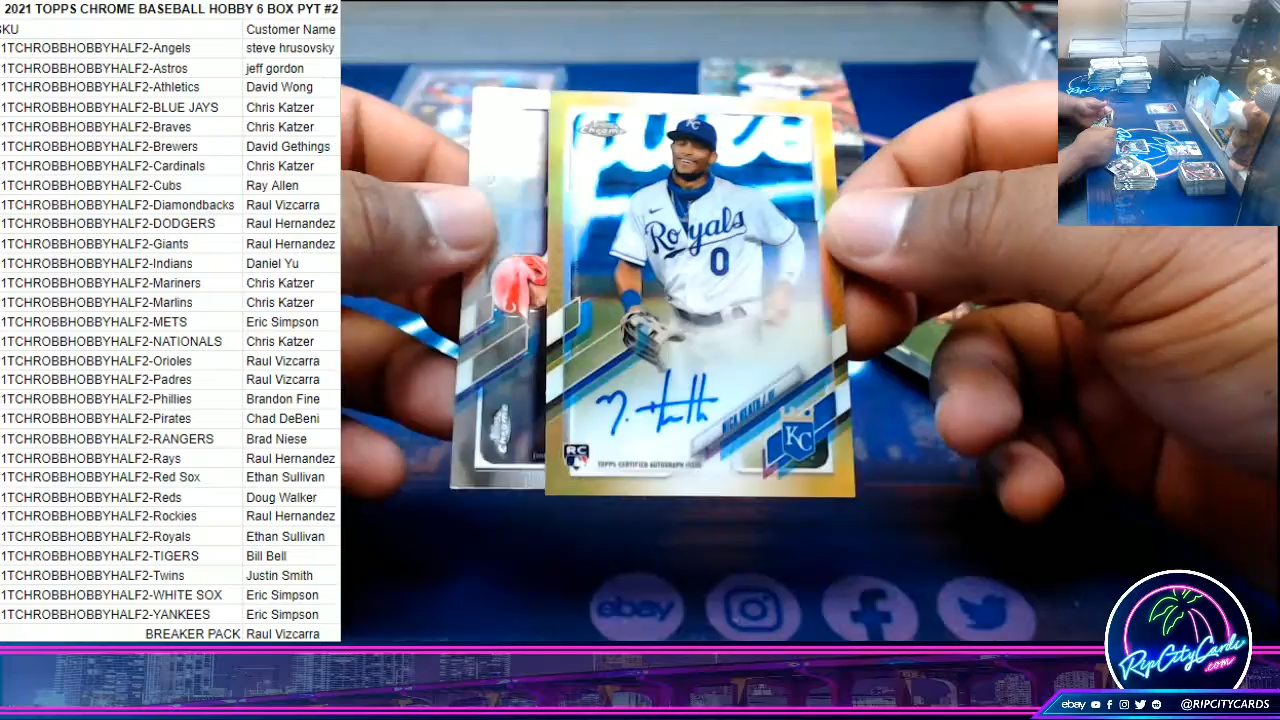 2021 TOPPS CHROME BASEBALL HOBBY 6 BOX PYT #2
KU Customer Name
1TCHROBBHOBBYHALF2-Angels steve hrusovsky
1TCHROBBHOBBYHALF2-Astros jeff gordon
1TCHROBBHOBBYHALF2-Athletics David Wong
1TCHROBBHOBBYHALF2-BLUE JAYS Chris Katzer
1TCHROBBHOBBYHALF2-Braves Chris Katzer
1TCHROBBHOBBYHALF2-Brewers David Gethings
1TCHROBBHOBBYHALF2-Cardinals Chris Katzer
1TCHROBBHOBBYHALF2-Cubs Ray Allen
1TCHROBBHOBBYHALF2-Diamondbacks Raul Vizcarra
1TCHROBBHOBBYHALF2-DODGERS Raul Hernandez
1TCHROBBHOBBYHALF2-Giants Raul Hernandez
1TCHROBBHOBBYHALF2-Indians Daniel Yu
1TCHROBBHOBBYHALF2-Mariners Chris Katzer
1TCHROBBHOBBYHALF2-Marlins Chris Katzer
1TCHROBBHOBBYHALF2-METS Eric Simpson
1TCHROBBHOBBYHALF2-NATIONALS Chris Katzer
1TCHROBBHOBBYHALF2-Orioles Raul Vizcarra
1TCHROBBHOBBYHALF2-Padres Raul Vizcarra
1TCHROBBHOBBYHALF2-Phillies Brandon Fine
1TCHROBBHOBBYHALF2-Pirates Chad DeBeni
1TCHROBBHOBBYHALF2-RANGERS Brad Niese
1TCHROBBHOBBYHALF2-Rays Raul Hernandez
1TCHROBBHOBBYHALF2-Red Sox Ethan Sullivan
1TCHROBBHOBBYHALF2-Reds Doug Walker
1TCHROBBHOBBYHALF2-Rockies Raul Hernandez
1TCHROBBHOBBYHALF2-Royals Ethan Sullivan
1TCHROBBHOBBYHALF2-TIGERS Bill Bell
1TCHROBBHOBBYHALF2-Twins Justin Smith
1TCHROBBHOBBYHALF2-WHITE SOX Eric Simpson
1TCHROBBHOBBYHALF2-YANKEES Eric Simpson
BREAKER PACK Raul Vizcarra
Chrome
KC
Royals
0
KC
RC
TOPPS CERTIFIED AUTOGRAPH ISSUE
ebay
RipCityCards
.com
ebay @RIPCITYCARDS